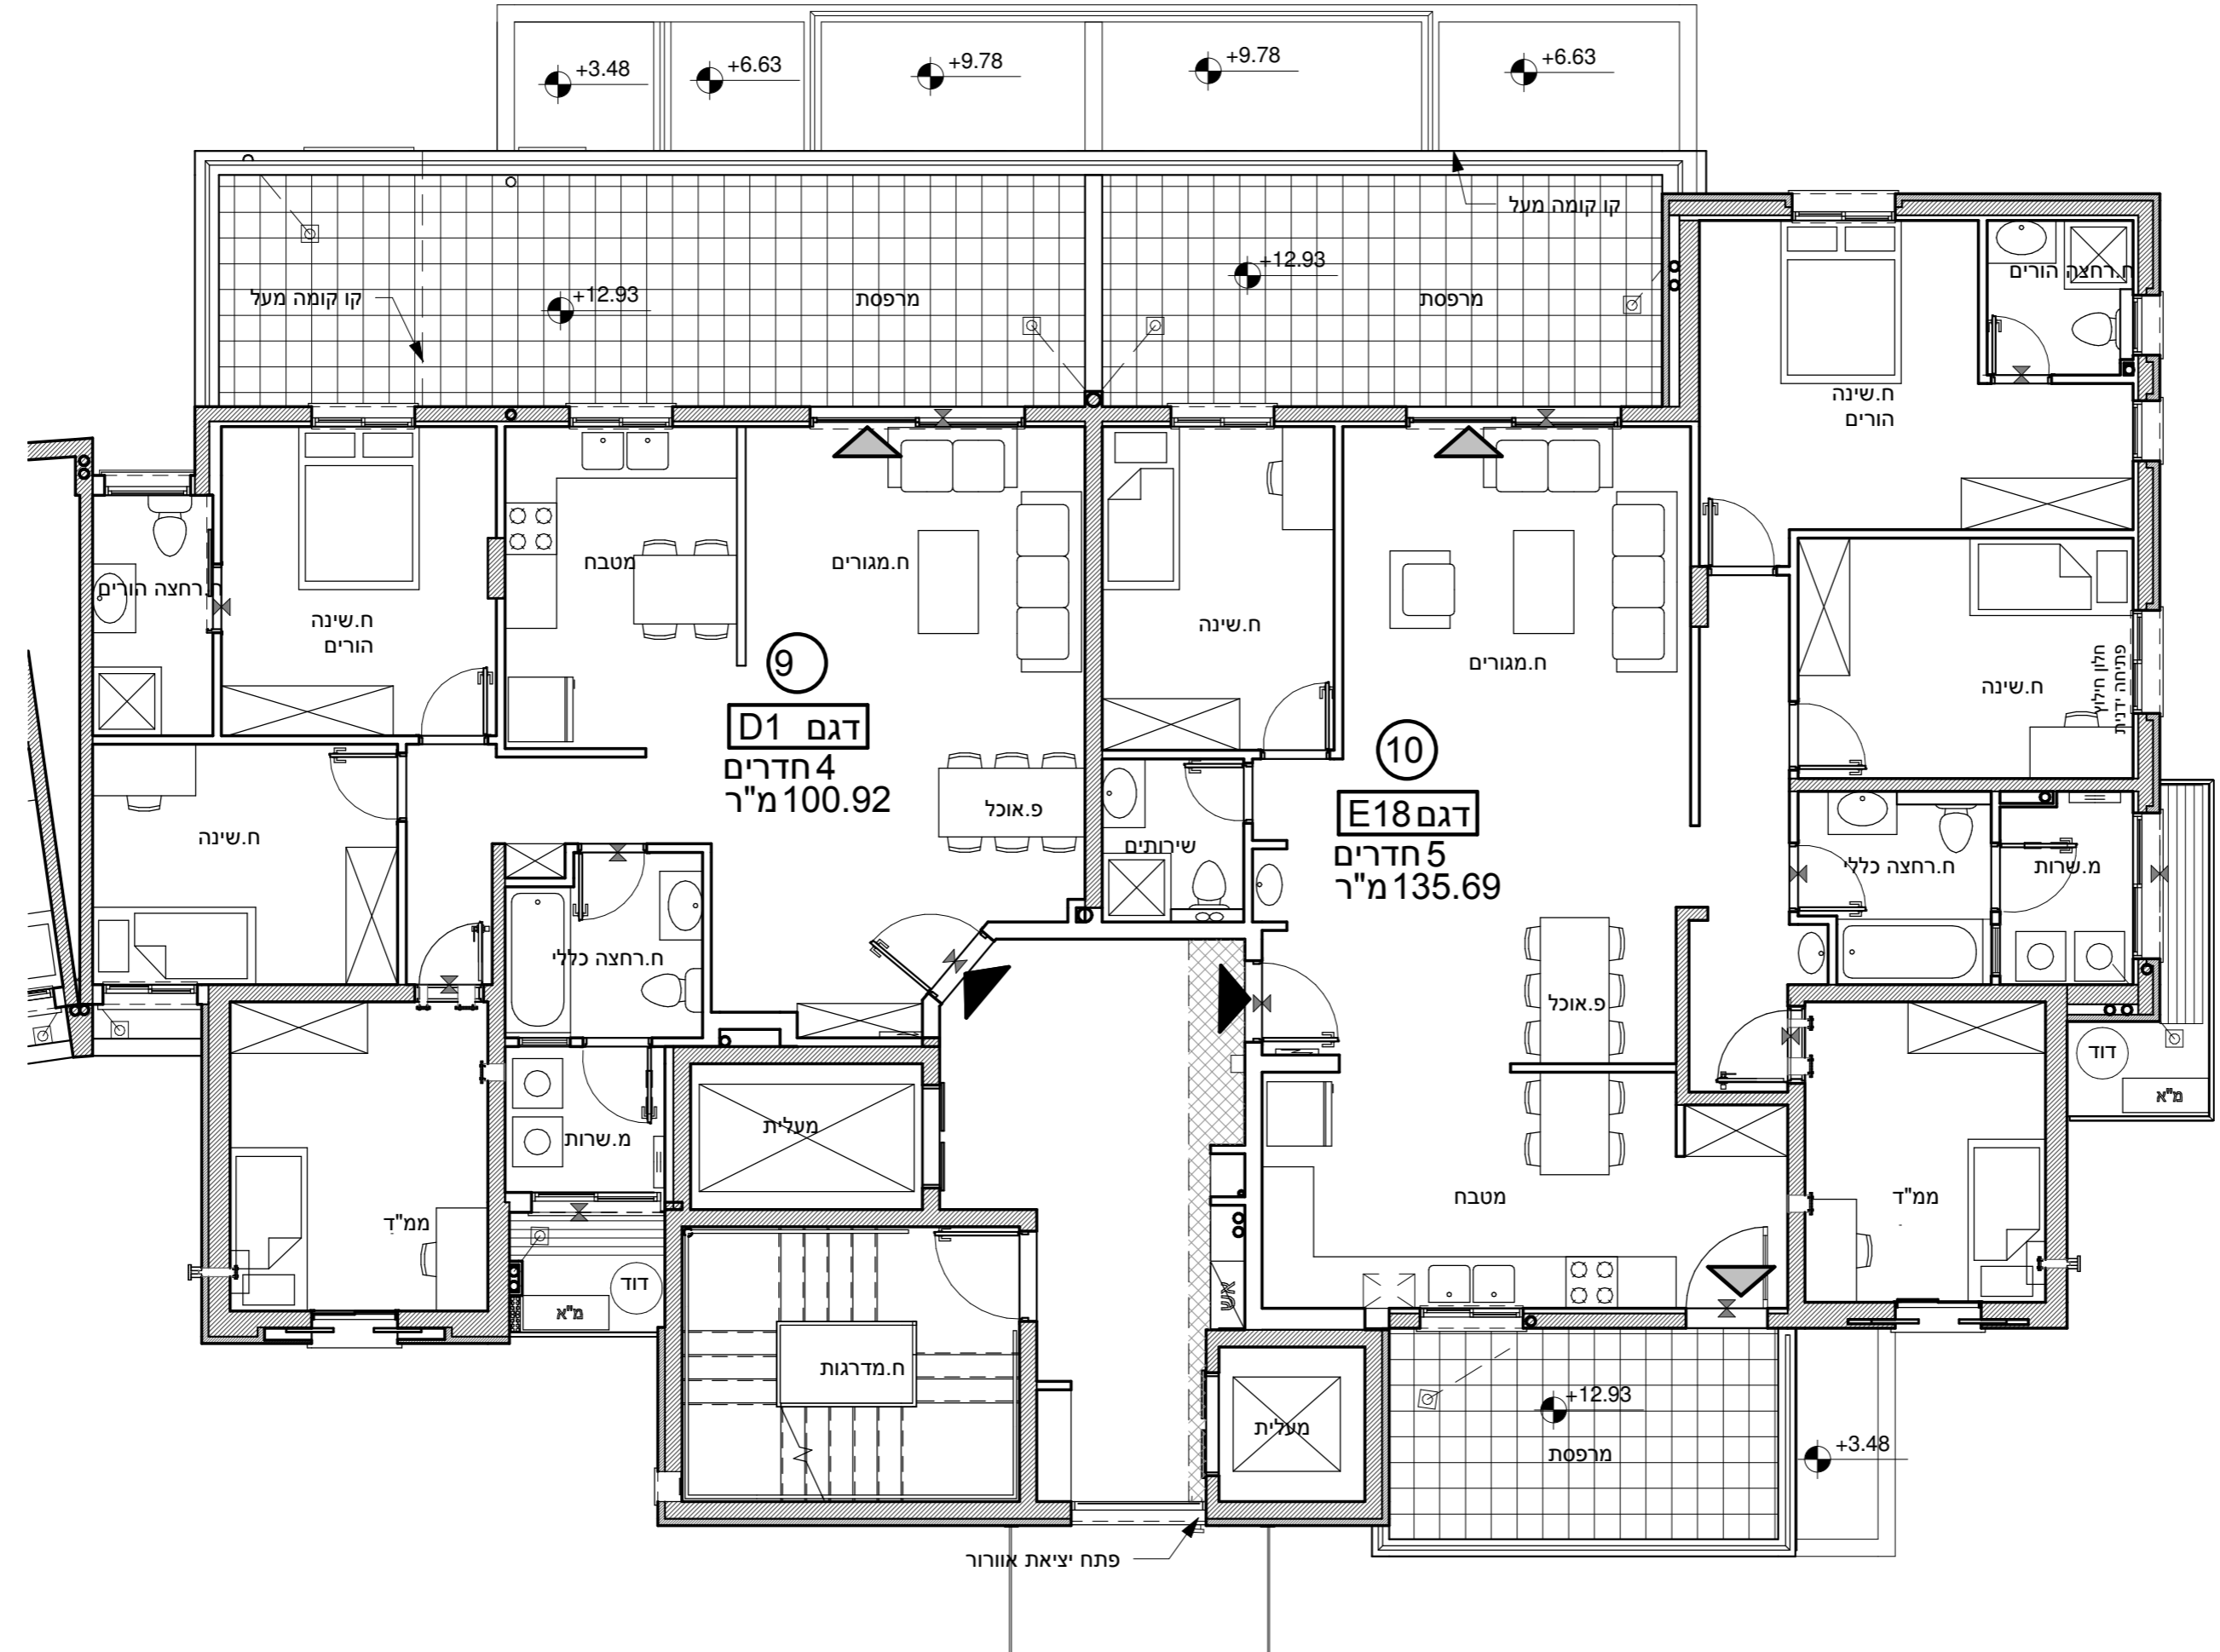 +3.48
+6.63
+9.78
+9.78
+6.63
קו קומה מעל
+12.93
מרפסת
+12.93
מרפסת
קו קומה מעל
ח.רחצה הורים
ח.שינה
הורים
ח.רחצה הורים
ח.שינה
הורים
מטבח
ח.מגורים
9
דגם D1
4 חדרים
100.92 מ"ר
פ.אוכל
ח.שינה
ח.מגורים
10
דגם E18
5 חדרים
135.69 מ"ר
ח.שינה
חלון חילוץ
פתיחה ידנית
ח.שינה
שירותים
ח.רחצה כללי
מ.שרות
ח.רחצה כללי
פ.אוכל
דוד
מ"א
מעלית
מ.שרות
ממ"ד
מטבח
ממ"ד
דוד
מ"א
אש
ח.מדרגות
מעלית
+12.93
מרפסת
+3.48
פתח יציאת אוורור